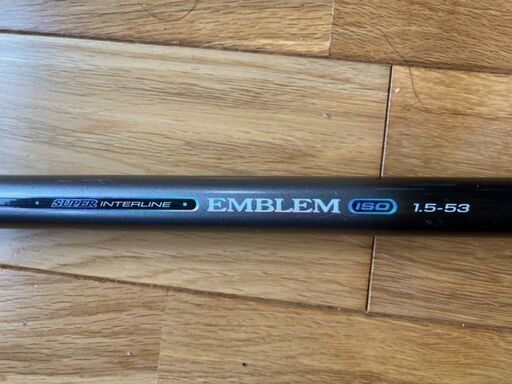 SUPER INTERLINE EMBLEM ISO 1.5-53